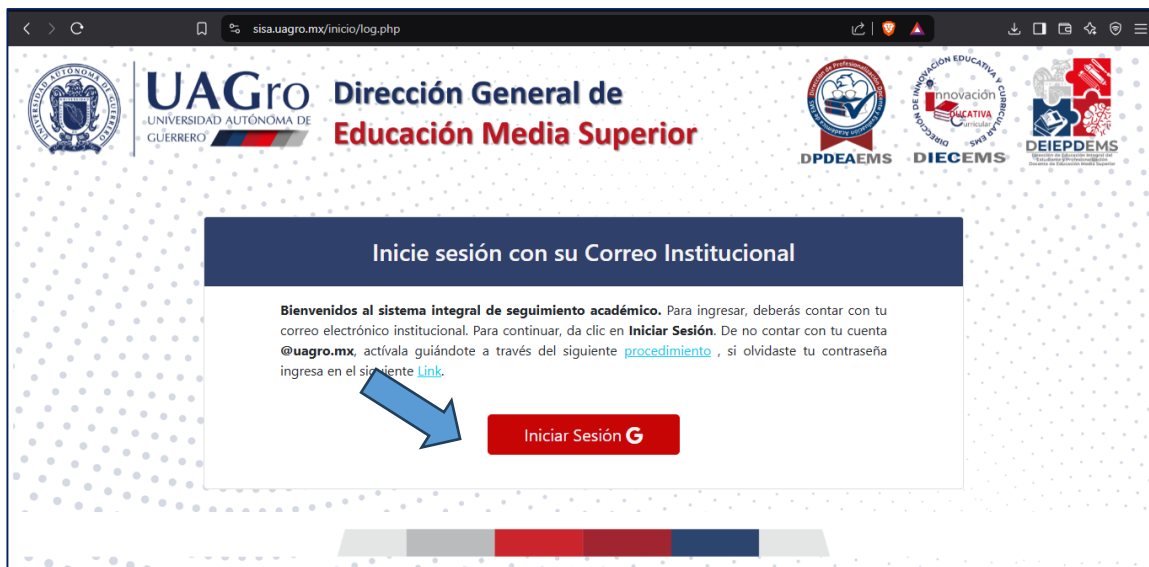 sisa.uagro.mx/inicio/log.php
UAGro
UNIVERSIDAD AUTÓNOMA DE
GUERRERO
Dirección General de
Educación Media Superior
DPDEAEMS
innovación
EDUCATIVA
Curricular
DIECEMS
DEIEPDEMS
Inicie sesión con su Correo Institucional
Bienvenidos al sistema integral de seguimiento académico. Para ingresar, deberás contar con tu
correo electrónico institucional. Para continuar, da clic en Iniciar Sesión. De no contar con tu cuenta
@uagro.mx, actívala guiándote a través del siguiente procedimiento , si olvidaste tu contraseña
ingresa en el siguiente Link.
Iniciar Sesión G